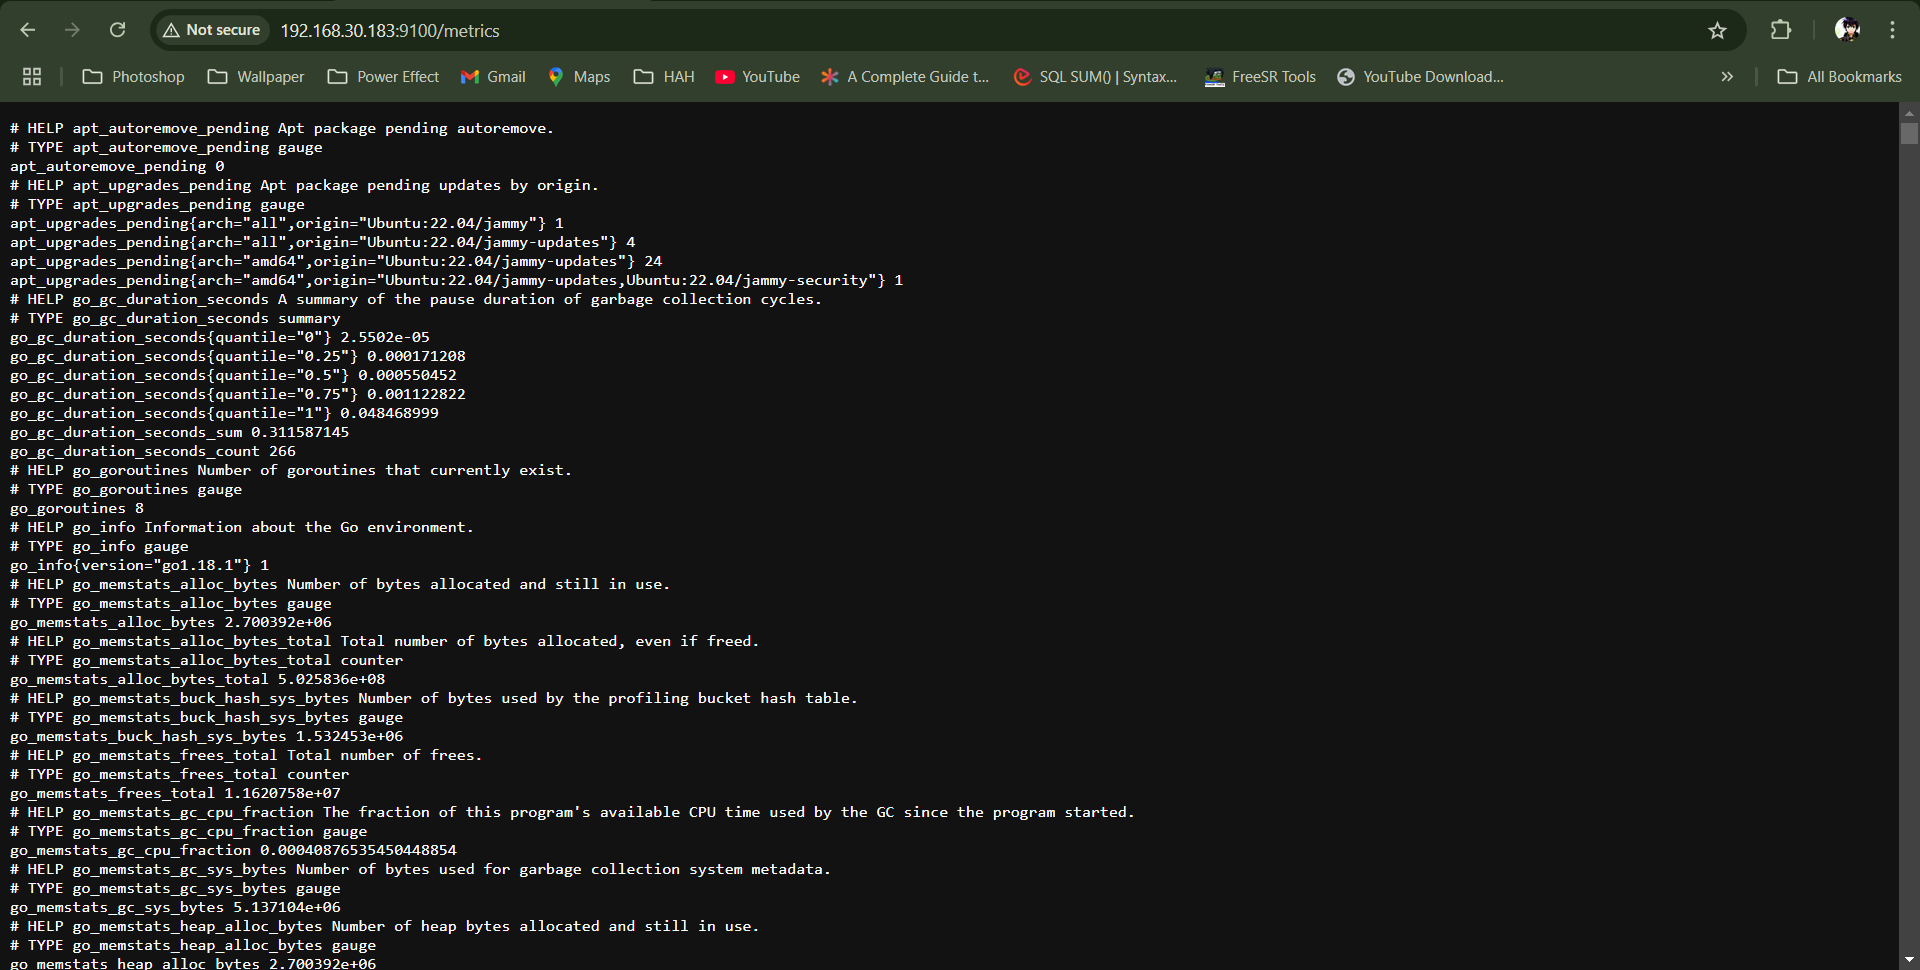 Not secure 192.168.30.183:9100/metrics
Photoshop Wallpaper Power Effect Gmail Maps HAH YouTube A Complete Guide t... SQL SUM() | Syntax... FreeSR Tools YouTube Download... » All Bookmarks
# HELP apt_autoremove_pending Apt package pending autoremove.
# TYPE apt_autoremove_pending gauge
apt_autoremove_pending 0
# HELP apt_upgrades_pending Apt package pending updates by origin.
# TYPE apt_upgrades_pending gauge
apt_upgrades_pending{arch="all",origin="Ubuntu:22.04/jammy"} 1
apt_upgrades_pending{arch="all",origin="Ubuntu:22.04/jammy-updates"} 4
apt_upgrades_pending{arch="amd64",origin="Ubuntu:22.04/jammy-updates"} 24
apt_upgrades_pending{arch="amd64",origin="Ubuntu:22.04/jammy-updates,Ubuntu:22.04/jammy-security"} 1
# HELP go_gc_duration_seconds A summary of the pause duration of garbage collection cycles.
# TYPE go_gc_duration_seconds summary
go_gc_duration_seconds{quantile="0"} 2.5502e-05
go_gc_duration_seconds{quantile="0.25"} 0.000171208
go_gc_duration_seconds{quantile="0.5"} 0.000550452
go_gc_duration_seconds{quantile="0.75"} 0.001122822
go_gc_duration_seconds{quantile="1"} 0.048468999
go_gc_duration_seconds_sum 0.311587145
go_gc_duration_seconds_count 266
# HELP go_goroutines Number of goroutines that currently exist.
# TYPE go_goroutines gauge
go_goroutines 8
# HELP go_info Information about the Go environment.
# TYPE go_info gauge
go_info{version="go1.18.1"} 1
# HELP go_memstats_alloc_bytes Number of bytes allocated and still in use.
# TYPE go_memstats_alloc_bytes gauge
go_memstats_alloc_bytes 2.700392e+06
# HELP go_memstats_alloc_bytes_total Total number of bytes allocated, even if freed.
# TYPE go_memstats_alloc_bytes_total counter
go_memstats_alloc_bytes_total 5.025836e+08
# HELP go_memstats_buck_hash_sys_bytes Number of bytes used by the profiling bucket hash table.
# TYPE go_memstats_buck_hash_sys_bytes gauge
go_memstats_buck_hash_sys_bytes 1.532453e+06
# HELP go_memstats_frees_total Total number of frees.
# TYPE go_memstats_frees_total counter
go_memstats_frees_total 1.1620758e+07
# HELP go_memstats_gc_cpu_fraction The fraction of this program's available CPU time used by the GC since the program started.
# TYPE go_memstats_gc_cpu_fraction gauge
go_memstats_gc_cpu_fraction 0.00040876535450448854
# HELP go_memstats_gc_sys_bytes Number of bytes used for garbage collection system metadata.
# TYPE go_memstats_gc_sys_bytes gauge
go_memstats_gc_sys_bytes 5.137104e+06
# HELP go_memstats_heap_alloc_bytes Number of heap bytes allocated and still in use.
# TYPE go_memstats_heap_alloc_bytes gauge
go_memstats_heap_alloc_bytes 2.700392e+06